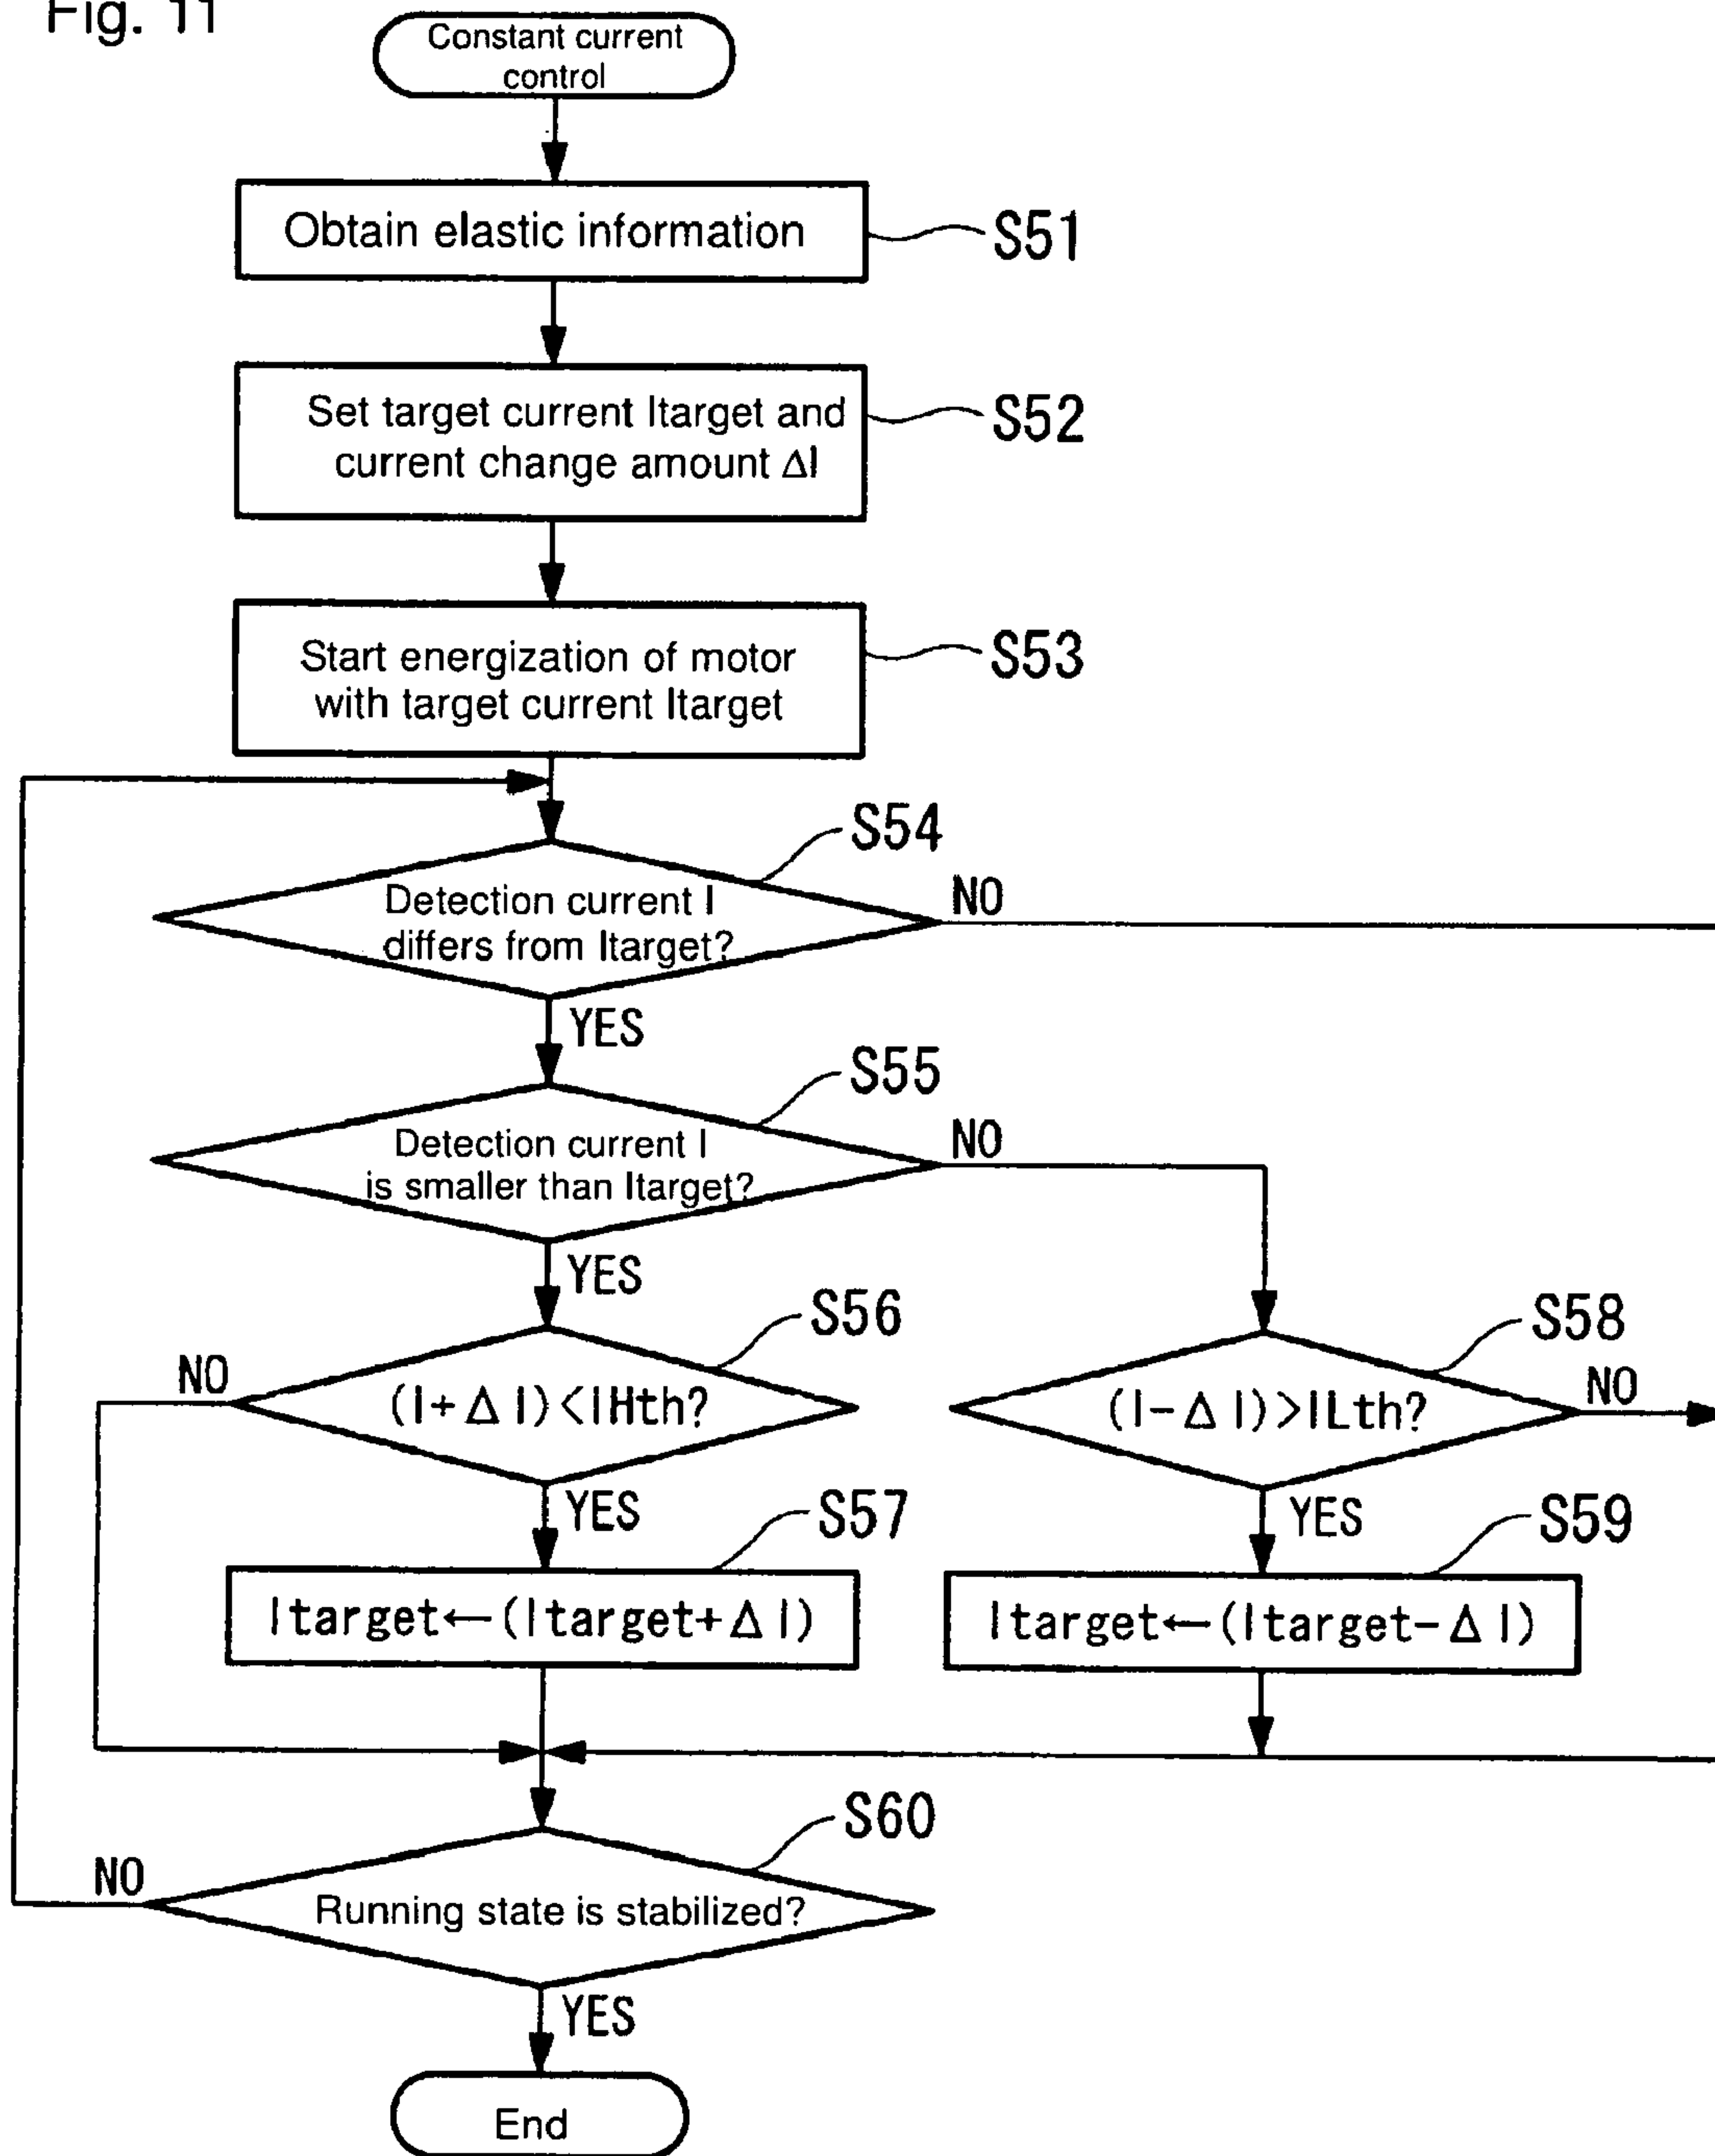 Fig. 11
Constant current
control
Obtain elastic information
S51
Set target current Itarget and
current change amount ΔI
S52
Start energization of motor
with target current Itarget
S53
S54
Detection current I
differs from Itarget?
NO
YES
S55
Detection current I
is smaller than Itarget?
NO
YES
S56
NO
(I+ΔI)<IHth?
YES
S58
(I-ΔI)>ILth?
NO
YES
S57
Itarget←(Itarget+ΔI)
S59
Itarget←(Itarget-ΔI)
S60
NO
Running state is stabilized?
YES
End